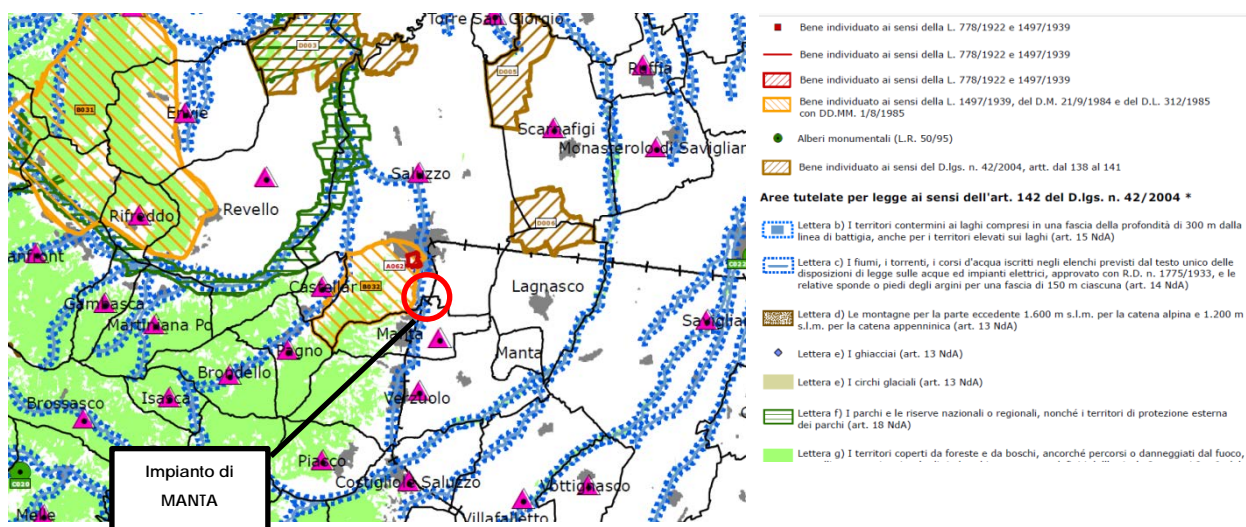 Torre San Giorgio
D003
D005
Ruffia
B031
Envie
Scarnafigi
Monasterolo di Savigliar
Saluzzo
Revello
Rifreddo
D006
anfront
A062
Castellar
B032
Lagnasco
Gambasca
Martiniana Po
Manta
Savigliar
Pagno
Manta
Brondello
Isasca
Verzuolo
Brossasco
Impianto di
MANTA
Piasco
Costigliole Saluzzo
Vottignasco
C020
Melle
Villafalletto
Bene individuato ai sensi della L. 778/1922 e 1497/1939
Bene individuato ai sensi della L. 778/1922 e 1497/1939
Bene individuato ai sensi della L. 778/1922 e 1497/1939
Bene individuato ai sensi della L. 1497/1939, del D.M. 21/9/1984 e del D.L. 312/1985
con DD.MM. 1/8/1985
Alberi monumentali (L.R. 50/95)
Bene individuato ai sensi del D.lgs. n. 42/2004, artt. dal 138 al 141
Aree tutelate per legge ai sensi dell'art. 142 del D.lgs. n. 42/2004 *
Lettera b) I territori contermini ai laghi compresi in una fascia della profondità di 300 m dalla
linea di battigia, anche per i territori elevati sui laghi (art. 15 NdA)
Lettera c) I fiumi, i torrenti, i corsi d'acqua iscritti negli elenchi previsti dal testo unico delle
disposizioni di legge sulle acque ed impianti elettrici, approvato con R.D. n. 1775/1933, e le
relative sponde o piedi degli argini per una fascia di 150 m ciascuna (art. 14 NdA)
Lettera d) Le montagne per la parte eccedente 1.600 m s.l.m. per la catena alpina e 1.200 m
s.l.m. per la catena appenninica (art. 13 NdA)
Lettera e) I ghiacciai (art. 13 NdA)
Lettera e) I circhi glaciali (art. 13 NdA)
Lettera f) I parchi e le riserve nazionali o regionali, nonché i territori di protezione esterna
dei parchi (art. 18 NdA)
Lettera g) I territori coperti da foreste e da boschi, ancorché percorsi o danneggiati dal fuoco,